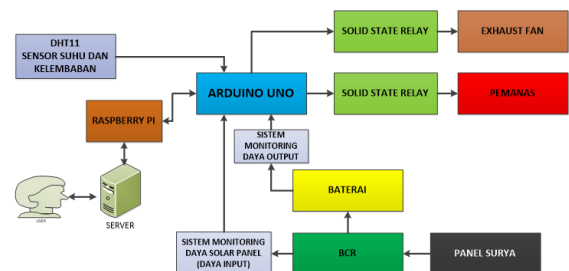 DHT11
SENSOR SUHU DAN
KELEMBABAN
SOLID STATE RELAY
EXHAUST FAN
ARDUINO UNO
SOLID STATE RELAY
PEMANAS
RASPBERRY PI
SISTEM
MONITORING
DAYA OUTPUT
BATERAI
USER
SERVER
SISTEM MONITORING
DAYA SOLAR PANEL
(DAYA INPUT)
BCR
PANEL SURYA